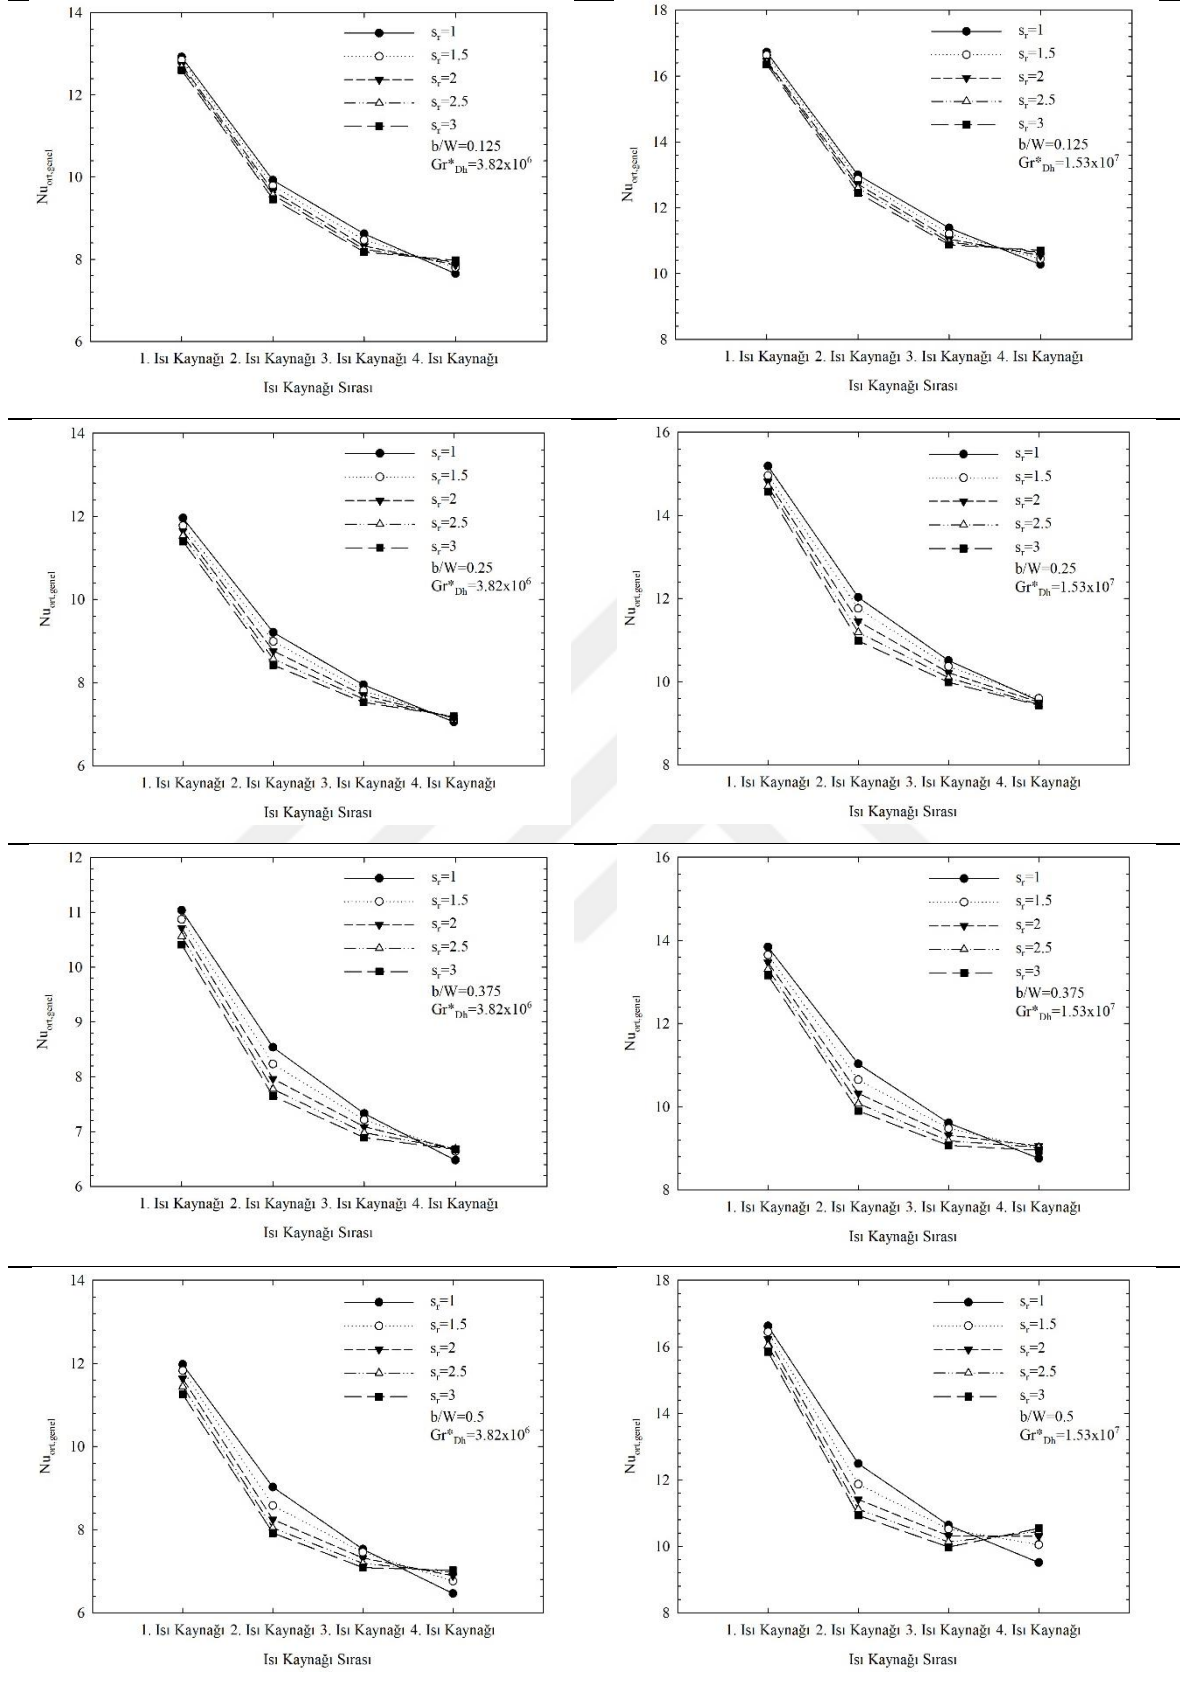 14
12
10
8
6
Nu_ort,genel
s_r=1
s_r=1.5
s_r=2
s_r=2.5
s_r=3
b/W=0.125
Gr*_Dh=3.82x10^6
1. Isı Kaynağı 2. Isı Kaynağı 3. Isı Kaynağı 4. Isı Kaynağı
Isı Kaynağı Sırası
18
16
14
12
10
8
Nu_ort,genel
s_r=1
s_r=1.5
s_r=2
s_r=2.5
s_r=3
b/W=0.125
Gr*_Dh=1.53x10^7
1. Isı Kaynağı 2. Isı Kaynağı 3. Isı Kaynağı 4. Isı Kaynağı
Isı Kaynağı Sırası
14
12
10
8
6
Nu_ort,genel
s_r=1
s_r=1.5
s_r=2
s_r=2.5
s_r=3
b/W=0.25
Gr*_Dh=3.82x10^6
1. Isı Kaynağı 2. Isı Kaynağı 3. Isı Kaynağı 4. Isı Kaynağı
Isı Kaynağı Sırası
16
14
12
10
8
Nu_ort,genel
s_r=1
s_r=1.5
s_r=2
s_r=2.5
s_r=3
b/W=0.25
Gr*_Dh=1.53x10^7
1. Isı Kaynağı 2. Isı Kaynağı 3. Isı Kaynağı 4. Isı Kaynağı
Isı Kaynağı Sırası
12
11
10
9
8
7
6
Nu_ort,genel
s_r=1
s_r=1.5
s_r=2
s_r=2.5
s_r=3
b/W=0.375
Gr*_Dh=3.82x10^6
1. Isı Kaynağı 2. Isı Kaynağı 3. Isı Kaynağı 4. Isı Kaynağı
Isı Kaynağı Sırası
16
14
12
10
8
Nu_ort,genel
s_r=1
s_r=1.5
s_r=2
s_r=2.5
s_r=3
b/W=0.375
Gr*_Dh=1.53x10^7
1. Isı Kaynağı 2. Isı Kaynağı 3. Isı Kaynağı 4. Isı Kaynağı
Isı Kaynağı Sırası
14
12
10
8
6
Nu_ort,genel
s_r=1
s_r=1.5
s_r=2
s_r=2.5
s_r=3
b/W=0.5
Gr*_Dh=3.82x10^6
1. Isı Kaynağı 2. Isı Kaynağı 3. Isı Kaynağı 4. Isı Kaynağı
Isı Kaynağı Sırası
18
16
14
12
10
8
Nu_ort,genel
s_r=1
s_r=1.5
s_r=2
s_r=2.5
s_r=3
b/W=0.5
Gr*_Dh=1.53x10^7
1. Isı Kaynağı 2. Isı Kaynağı 3. Isı Kaynağı 4. Isı Kaynağı
Isı Kaynağı Sırası